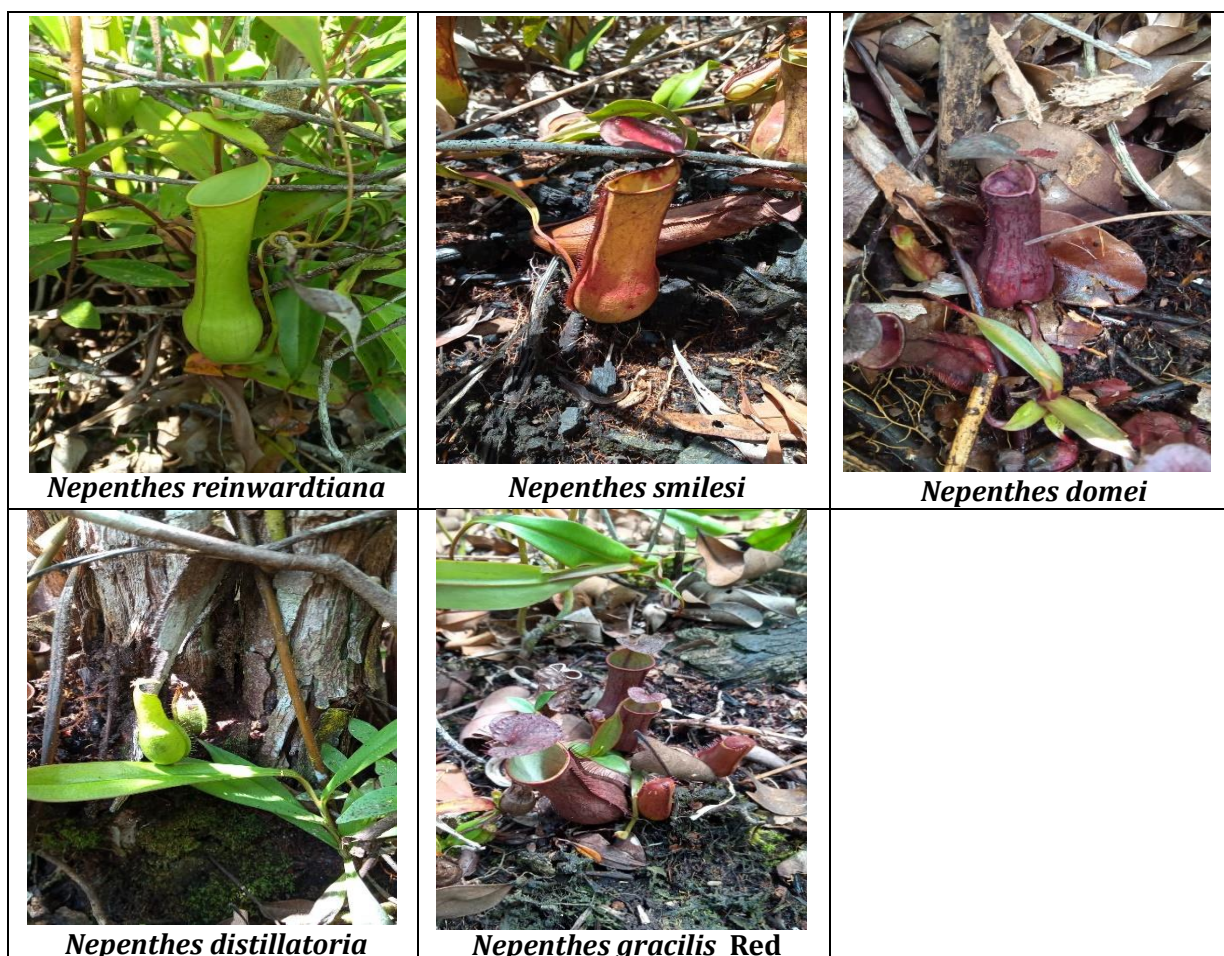 Nepenthes reinwardtiana
Nepenthes smilesi
Nepenthes domei
Nepenthes distillatoria
Nepenthes gracilis Red